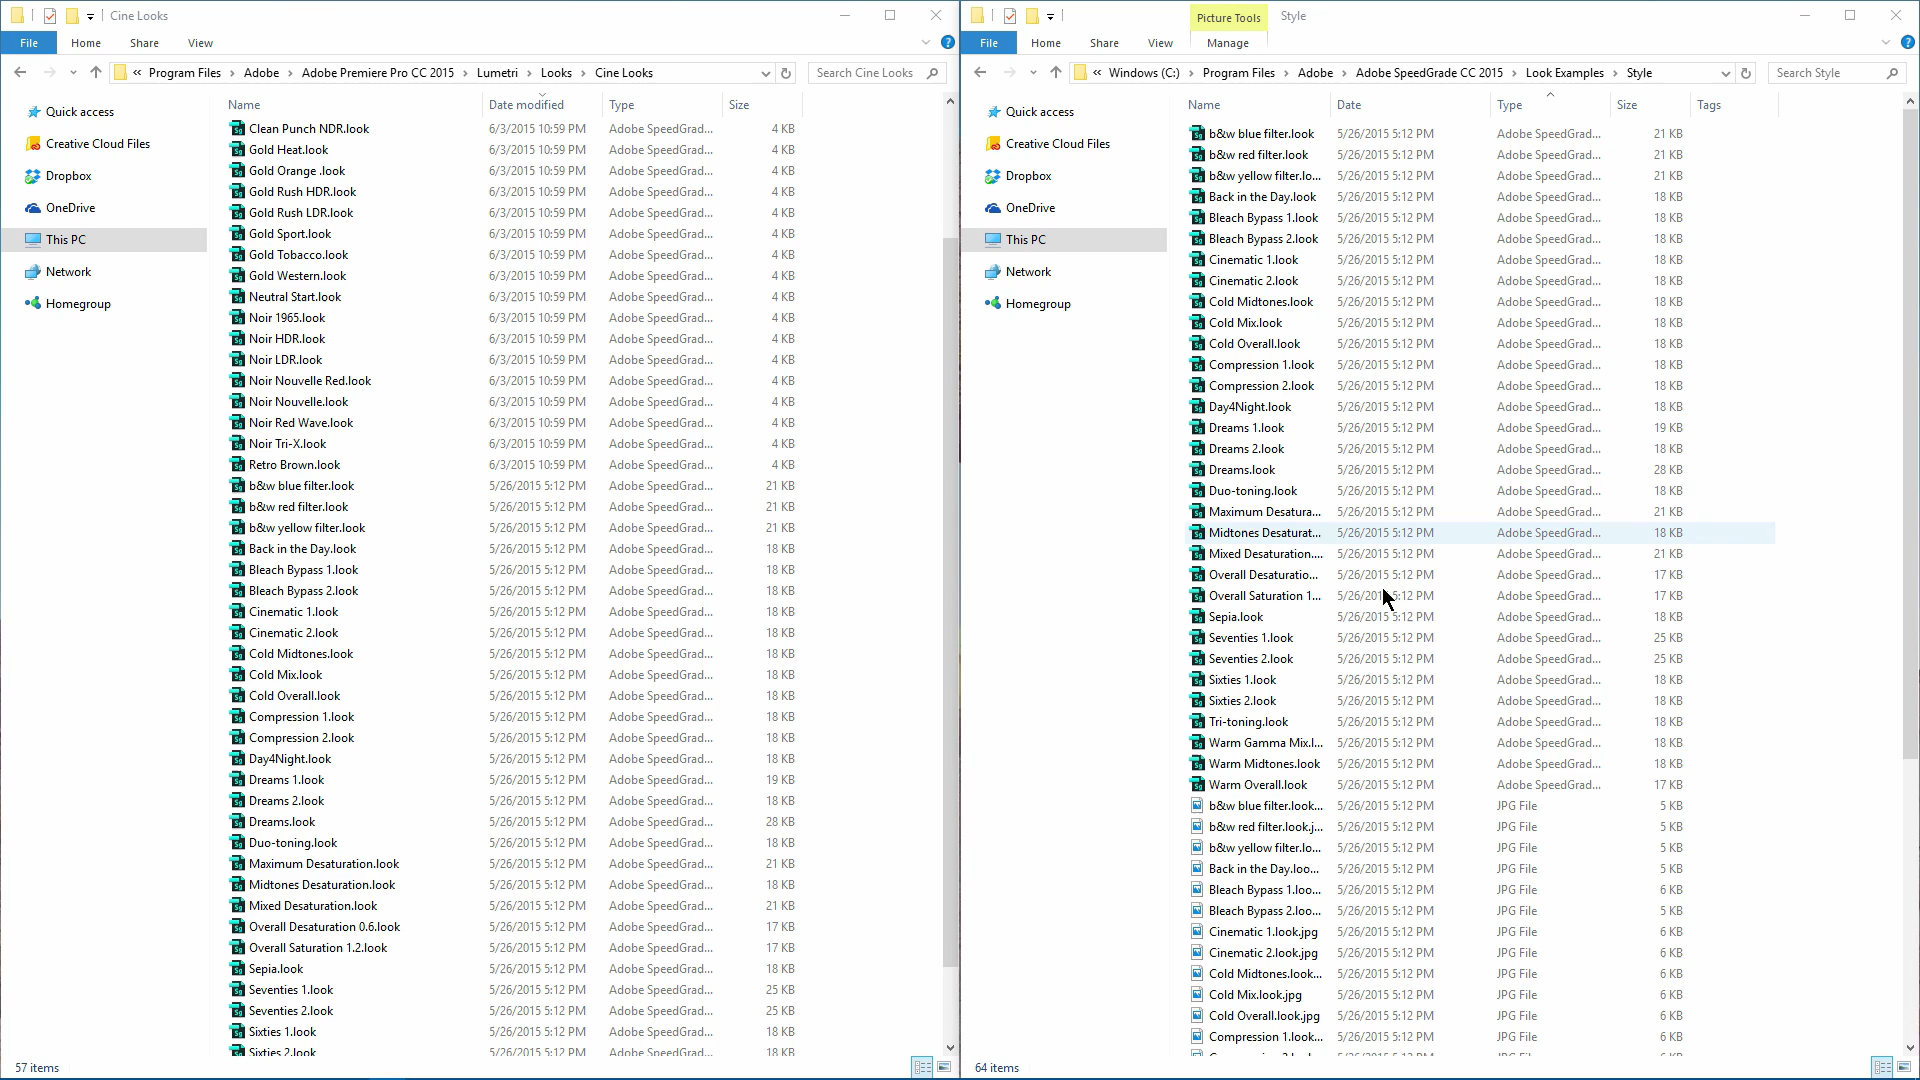 Cine Looks
File Home Share View
« Program Files › Adobe › Adobe Premiere Pro CC 2015 › Lumetri › Looks › Cine Looks
Search Cine Looks
Quick access
Creative Cloud Files
Dropbox
OneDrive
This PC
Network
Homegroup
Name Date modified Type Size
Clean Punch NDR.look 6/3/2015 10:59 PM Adobe SpeedGrad... 4 KB
Gold Heat.look 6/3/2015 10:59 PM Adobe SpeedGrad... 4 KB
Gold Orange .look 6/3/2015 10:59 PM Adobe SpeedGrad... 4 KB
Gold Rush HDR.look 6/3/2015 10:59 PM Adobe SpeedGrad... 4 KB
Gold Rush LDR.look 6/3/2015 10:59 PM Adobe SpeedGrad... 4 KB
Gold Sport.look 6/3/2015 10:59 PM Adobe SpeedGrad... 4 KB
Gold Tobacco.look 6/3/2015 10:59 PM Adobe SpeedGrad... 4 KB
Gold Western.look 6/3/2015 10:59 PM Adobe SpeedGrad... 4 KB
Neutral Start.look 6/3/2015 10:59 PM Adobe SpeedGrad... 4 KB
Noir 1965.look 6/3/2015 10:59 PM Adobe SpeedGrad... 4 KB
Noir HDR.look 6/3/2015 10:59 PM Adobe SpeedGrad... 4 KB
Noir LDR.look 6/3/2015 10:59 PM Adobe SpeedGrad... 4 KB
Noir Nouvelle Red.look 6/3/2015 10:59 PM Adobe SpeedGrad... 4 KB
Noir Nouvelle.look 6/3/2015 10:59 PM Adobe SpeedGrad... 4 KB
Noir Red Wave.look 6/3/2015 10:59 PM Adobe SpeedGrad... 4 KB
Noir Tri-X.look 6/3/2015 10:59 PM Adobe SpeedGrad... 4 KB
Retro Brown.look 6/3/2015 10:59 PM Adobe SpeedGrad... 4 KB
b&w blue filter.look 5/26/2015 5:12 PM Adobe SpeedGrad... 21 KB
b&w red filter.look 5/26/2015 5:12 PM Adobe SpeedGrad... 21 KB
b&w yellow filter.look 5/26/2015 5:12 PM Adobe SpeedGrad... 21 KB
Back in the Day.look 5/26/2015 5:12 PM Adobe SpeedGrad... 18 KB
Bleach Bypass 1.look 5/26/2015 5:12 PM Adobe SpeedGrad... 18 KB
Bleach Bypass 2.look 5/26/2015 5:12 PM Adobe SpeedGrad... 18 KB
Cinematic 1.look 5/26/2015 5:12 PM Adobe SpeedGrad... 18 KB
Cinematic 2.look 5/26/2015 5:12 PM Adobe SpeedGrad... 18 KB
Cold Midtones.look 5/26/2015 5:12 PM Adobe SpeedGrad... 18 KB
Cold Mix.look 5/26/2015 5:12 PM Adobe SpeedGrad... 18 KB
Cold Overall.look 5/26/2015 5:12 PM Adobe SpeedGrad... 18 KB
Compression 1.look 5/26/2015 5:12 PM Adobe SpeedGrad... 18 KB
Compression 2.look 5/26/2015 5:12 PM Adobe SpeedGrad... 18 KB
Day4Night.look 5/26/2015 5:12 PM Adobe SpeedGrad... 18 KB
Dreams 1.look 5/26/2015 5:12 PM Adobe SpeedGrad... 19 KB
Dreams 2.look 5/26/2015 5:12 PM Adobe SpeedGrad... 18 KB
Dreams.look 5/26/2015 5:12 PM Adobe SpeedGrad... 28 KB
Duo-toning.look 5/26/2015 5:12 PM Adobe SpeedGrad... 18 KB
Maximum Desaturation.look 5/26/2015 5:12 PM Adobe SpeedGrad... 21 KB
Midtones Desaturation.look 5/26/2015 5:12 PM Adobe SpeedGrad... 18 KB
Mixed Desaturation.look 5/26/2015 5:12 PM Adobe SpeedGrad... 21 KB
Overall Desaturation 0.6.look 5/26/2015 5:12 PM Adobe SpeedGrad... 17 KB
Overall Saturation 1.2.look 5/26/2015 5:12 PM Adobe SpeedGrad... 17 KB
Sepia.look 5/26/2015 5:12 PM Adobe SpeedGrad... 18 KB
Seventies 1.look 5/26/2015 5:12 PM Adobe SpeedGrad... 25 KB
Seventies 2.look 5/26/2015 5:12 PM Adobe SpeedGrad... 25 KB
Sixties 1.look 5/26/2015 5:12 PM Adobe SpeedGrad... 18 KB
Sixties 2.look 5/26/2015 5:12 PM Adobe SpeedGrad... 18 KB
57 items
Picture Tools Style
File Home Share View Manage
« Windows (C:) › Program Files › Adobe › Adobe SpeedGrade CC 2015 › Look Examples › Style
Search Style
Quick access
Creative Cloud Files
Dropbox
OneDrive
This PC
Network
Homegroup
Name Date Type Size Tags
b&w blue filter.look 5/26/2015 5:12 PM Adobe SpeedGrad... 21 KB
b&w red filter.look 5/26/2015 5:12 PM Adobe SpeedGrad... 21 KB
b&w yellow filter.lo... 5/26/2015 5:12 PM Adobe SpeedGrad... 21 KB
Back in the Day.look 5/26/2015 5:12 PM Adobe SpeedGrad... 18 KB
Bleach Bypass 1.look 5/26/2015 5:12 PM Adobe SpeedGrad... 18 KB
Bleach Bypass 2.look 5/26/2015 5:12 PM Adobe SpeedGrad... 18 KB
Cinematic 1.look 5/26/2015 5:12 PM Adobe SpeedGrad... 18 KB
Cinematic 2.look 5/26/2015 5:12 PM Adobe SpeedGrad... 18 KB
Cold Midtones.look 5/26/2015 5:12 PM Adobe SpeedGrad... 18 KB
Cold Mix.look 5/26/2015 5:12 PM Adobe SpeedGrad... 18 KB
Cold Overall.look 5/26/2015 5:12 PM Adobe SpeedGrad... 18 KB
Compression 1.look 5/26/2015 5:12 PM Adobe SpeedGrad... 18 KB
Compression 2.look 5/26/2015 5:12 PM Adobe SpeedGrad... 18 KB
Day4Night.look 5/26/2015 5:12 PM Adobe SpeedGrad... 18 KB
Dreams 1.look 5/26/2015 5:12 PM Adobe SpeedGrad... 19 KB
Dreams 2.look 5/26/2015 5:12 PM Adobe SpeedGrad... 18 KB
Dreams.look 5/26/2015 5:12 PM Adobe SpeedGrad... 28 KB
Duo-toning.look 5/26/2015 5:12 PM Adobe SpeedGrad... 18 KB
Maximum Desatura... 5/26/2015 5:12 PM Adobe SpeedGrad... 21 KB
Midtones Desaturat... 5/26/2015 5:12 PM Adobe SpeedGrad... 18 KB
Mixed Desaturation.... 5/26/2015 5:12 PM Adobe SpeedGrad... 21 KB
Overall Desaturatio... 5/26/2015 5:12 PM Adobe SpeedGrad... 17 KB
Overall Saturation 1... 5/26/201 5:12 PM Adobe SpeedGrad... 17 KB
Sepia.look 5/26/2015 5:12 PM Adobe SpeedGrad... 18 KB
Seventies 1.look 5/26/2015 5:12 PM Adobe SpeedGrad... 25 KB
Seventies 2.look 5/26/2015 5:12 PM Adobe SpeedGrad... 25 KB
Sixties 1.look 5/26/2015 5:12 PM Adobe SpeedGrad... 18 KB
Sixties 2.look 5/26/2015 5:12 PM Adobe SpeedGrad... 18 KB
Tri-toning.look 5/26/2015 5:12 PM Adobe SpeedGrad... 18 KB
Warm Gamma Mix.l... 5/26/2015 5:12 PM Adobe SpeedGrad... 18 KB
Warm Midtones.look 5/26/2015 5:12 PM Adobe SpeedGrad... 18 KB
Warm Overall.look 5/26/2015 5:12 PM Adobe SpeedGrad... 17 KB
b&w blue filter.look... 5/26/2015 5:12 PM JPG File 5 KB
b&w red filter.look.j... 5/26/2015 5:12 PM JPG File 5 KB
b&w yellow filter.lo... 5/26/2015 5:12 PM JPG File 5 KB
Back in the Day.loo... 5/26/2015 5:12 PM JPG File 5 KB
Bleach Bypass 1.loo... 5/26/2015 5:12 PM JPG File 6 KB
Bleach Bypass 2.loo... 5/26/2015 5:12 PM JPG File 5 KB
Cinematic 1.look.jpg 5/26/2015 5:12 PM JPG File 6 KB
Cinematic 2.look.jpg 5/26/2015 5:12 PM JPG File 6 KB
Cold Midtones.look... 5/26/2015 5:12 PM JPG File 6 KB
Cold Mix.look.jpg 5/26/2015 5:12 PM JPG File 6 KB
Cold Overall.look.jpg 5/26/2015 5:12 PM JPG File 6 KB
Compression 1.look... 5/26/2015 5:12 PM JPG File 6 KB
64 items